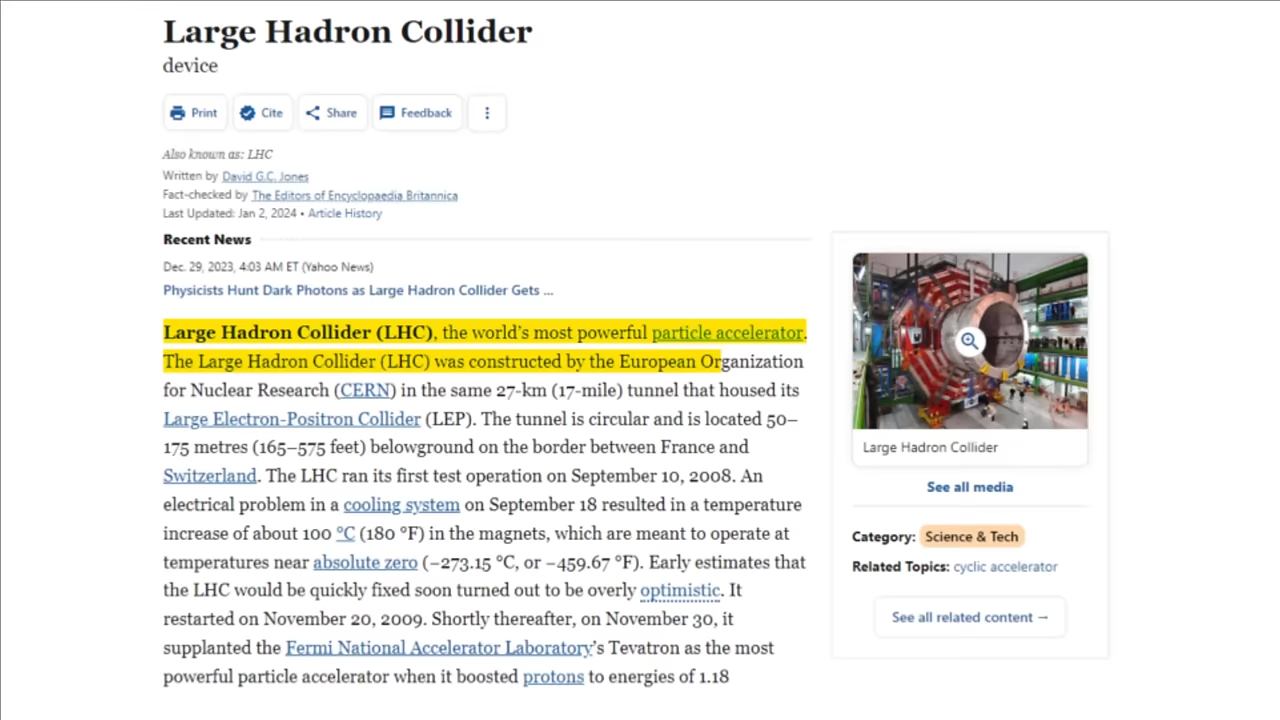 Large Hadron Collider
device
Print Cite Share Feedback
Also known as: LHC
Written by David G.C. Jones
Fact-checked by The Editors of Encyclopaedia Britannica
Last Updated: Jan 2, 2024 • Article History
Recent News
Dec. 29, 2023, 4:03 AM ET (Yahoo News)
Physicists Hunt Dark Photons as Large Hadron Collider Gets ...
Large Hadron Collider (LHC), the world’s most powerful particle accelerator.
The Large Hadron Collider (LHC) was constructed by the European Organization
for Nuclear Research (CERN) in the same 27-km (17-mile) tunnel that housed its
Large Electron-Positron Collider (LEP). The tunnel is circular and is located 50–
175 metres (165–575 feet) belowground on the border between France and
Switzerland. The LHC ran its first test operation on September 10, 2008. An
electrical problem in a cooling system on September 18 resulted in a temperature
increase of about 100 °C (180 °F) in the magnets, which are meant to operate at
temperatures near absolute zero (−273.15 °C, or −459.67 °F). Early estimates that
the LHC would be quickly fixed soon turned out to be overly optimistic. It
restarted on November 20, 2009. Shortly thereafter, on November 30, it
supplanted the Fermi National Accelerator Laboratory’s Tevatron as the most
powerful particle accelerator when it boosted protons to energies of 1.18
Large Hadron Collider
See all media
Category: Science & Tech
Related Topics: cyclic accelerator
See all related content →